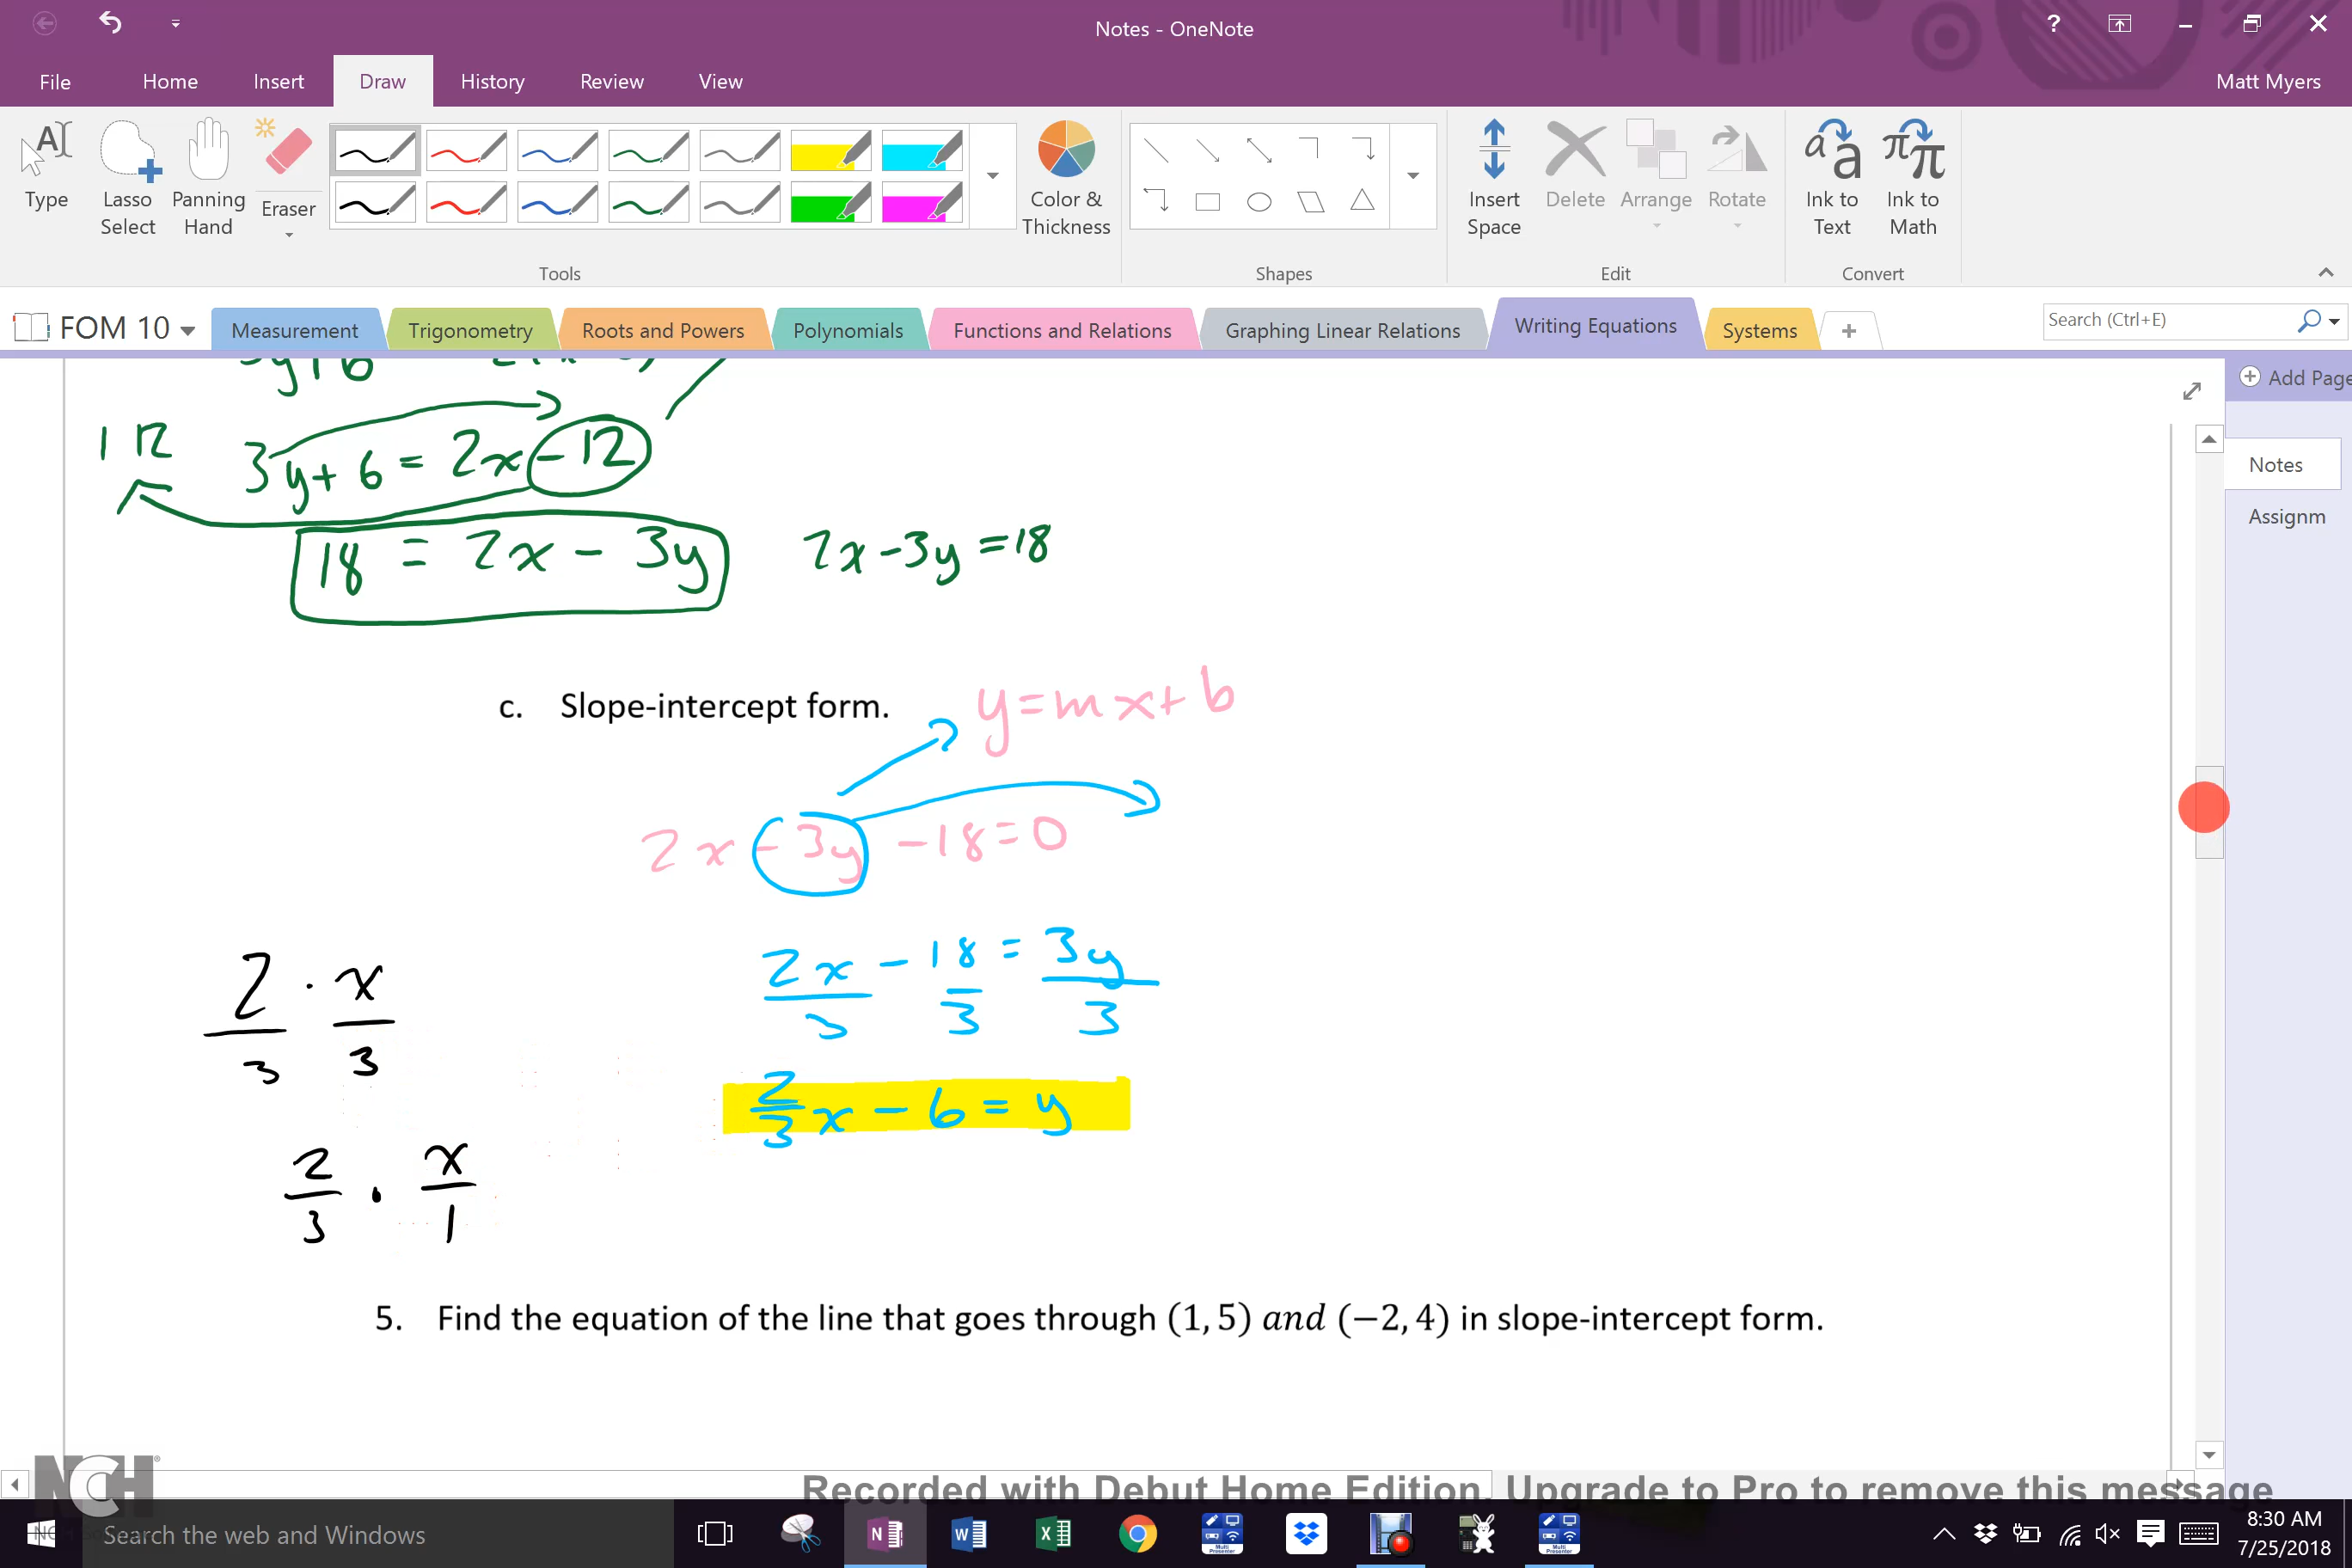 Notes - OneNote
?
File Home Insert Draw History Review View
Matt Myers
Type
Lasso Select
Panning Hand
Eraser
Color & Thickness
Insert Space
Delete
Arrange
Rotate
Ink to Text
Ink to Math
Tools
Shapes
Edit
Convert
FOM 10
Measurement Trigonometry Roots and Powers Polynomials Functions and Relations Graphing Linear Relations Writing Equations Systems
Search (Ctrl+E)
Add Page
Notes
Assignm
3y + 6 = 2x - 12
18 = 2x - 3y
2x - 3y = 18
c. Slope-intercept form. y = mx + b
2x - 3y - 18 = 0
2x/3 - 18/3 = 3y/3
2/3 · x/3
2/3 x - 6 = y
2/3 · x/1
5. Find the equation of the line that goes through (1, 5) and (−2, 4) in slope-intercept form.
NCH
Recorded with Debut Home Edition. Upgrade to Pro to remove this message
Search the web and Windows
8:30 AM
7/25/2018